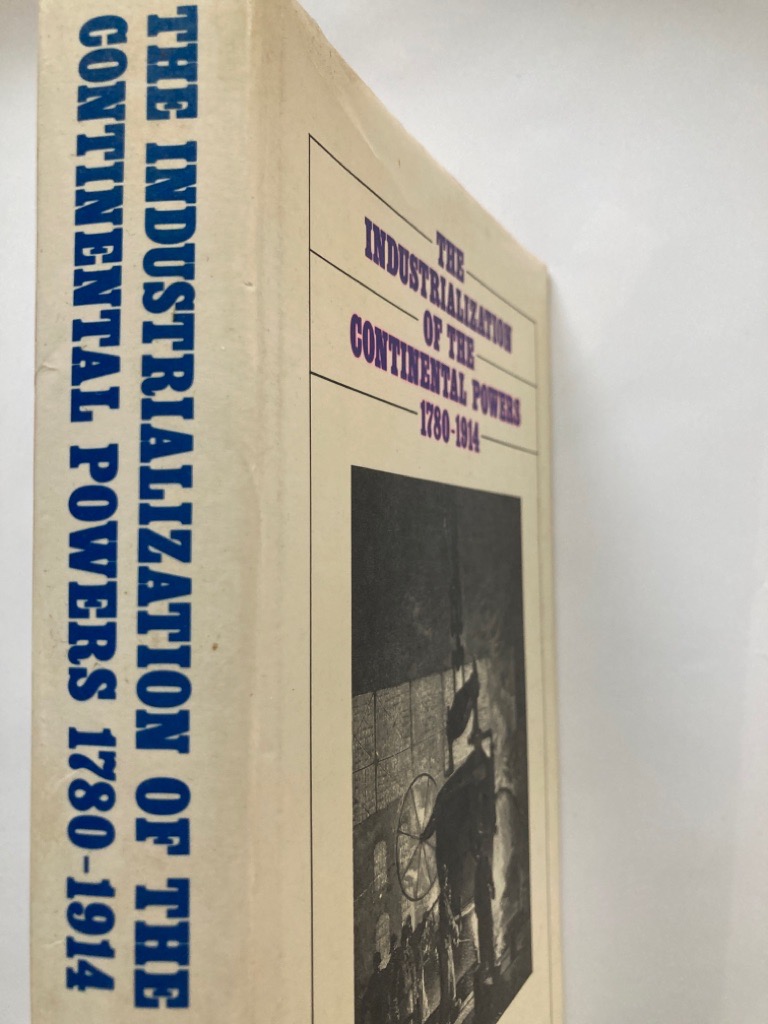 THE INDUSTRIALIZATION OF THE
CONTINENTAL POWERS 1780-1914
THE
INDUSTRIALIZATION
OF THE
CONTINENTAL POWERS
1780-1914